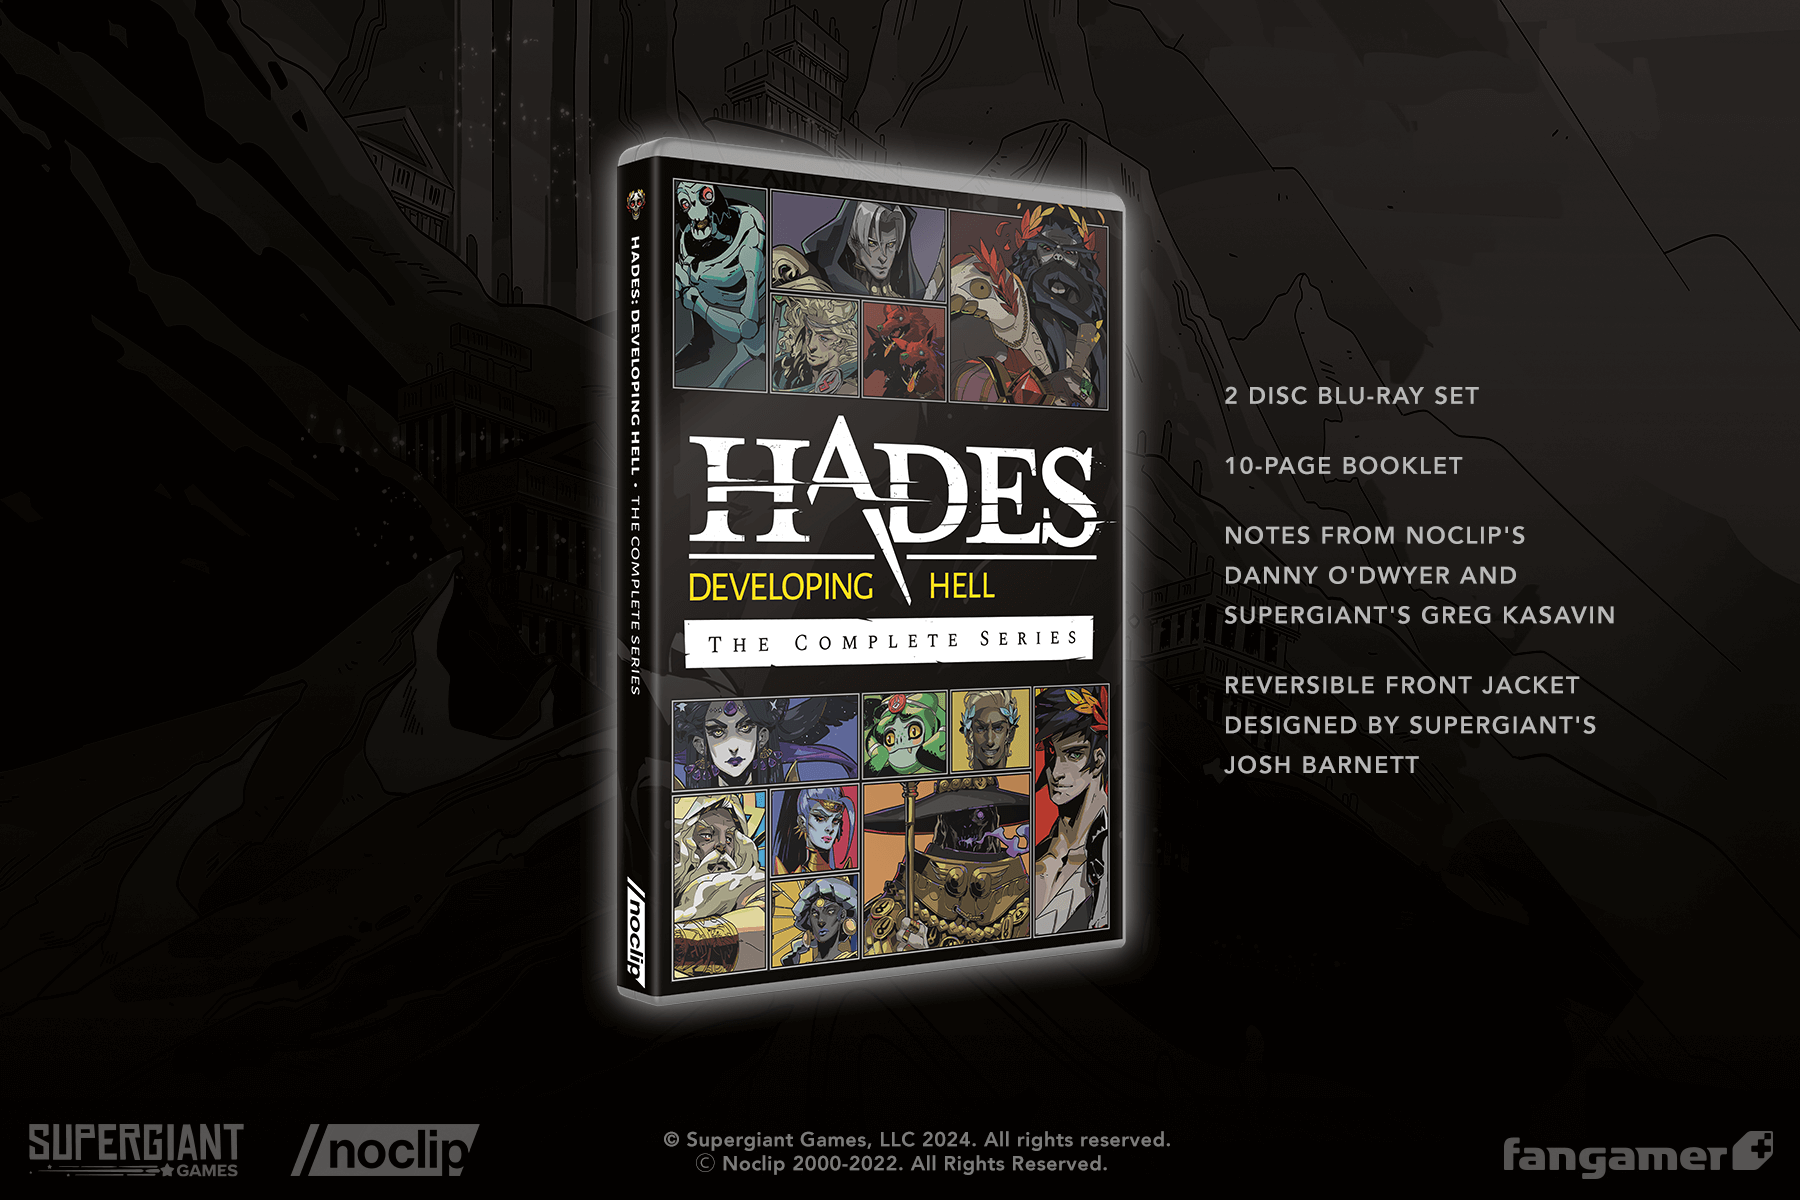 HADES: DEVELOPING HELL • THE COMPLETE SERIES
/noclip
HADES
DEVELOPING HELL
THE COMPLETE SERIES
2 DISC BLU-RAY SET
10-PAGE BOOKLET
NOTES FROM NOCLIP'S
DANNY O'DWYER AND
SUPERGIANT'S GREG KASAVIN
REVERSIBLE FRONT JACKET
DESIGNED BY SUPERGIANT'S
JOSH BARNETT
SUPERGIANT
GAMES
/noclip
© Supergiant Games, LLC 2024. All rights reserved.
© Noclip 2000-2022. All Rights Reserved.
fangamer